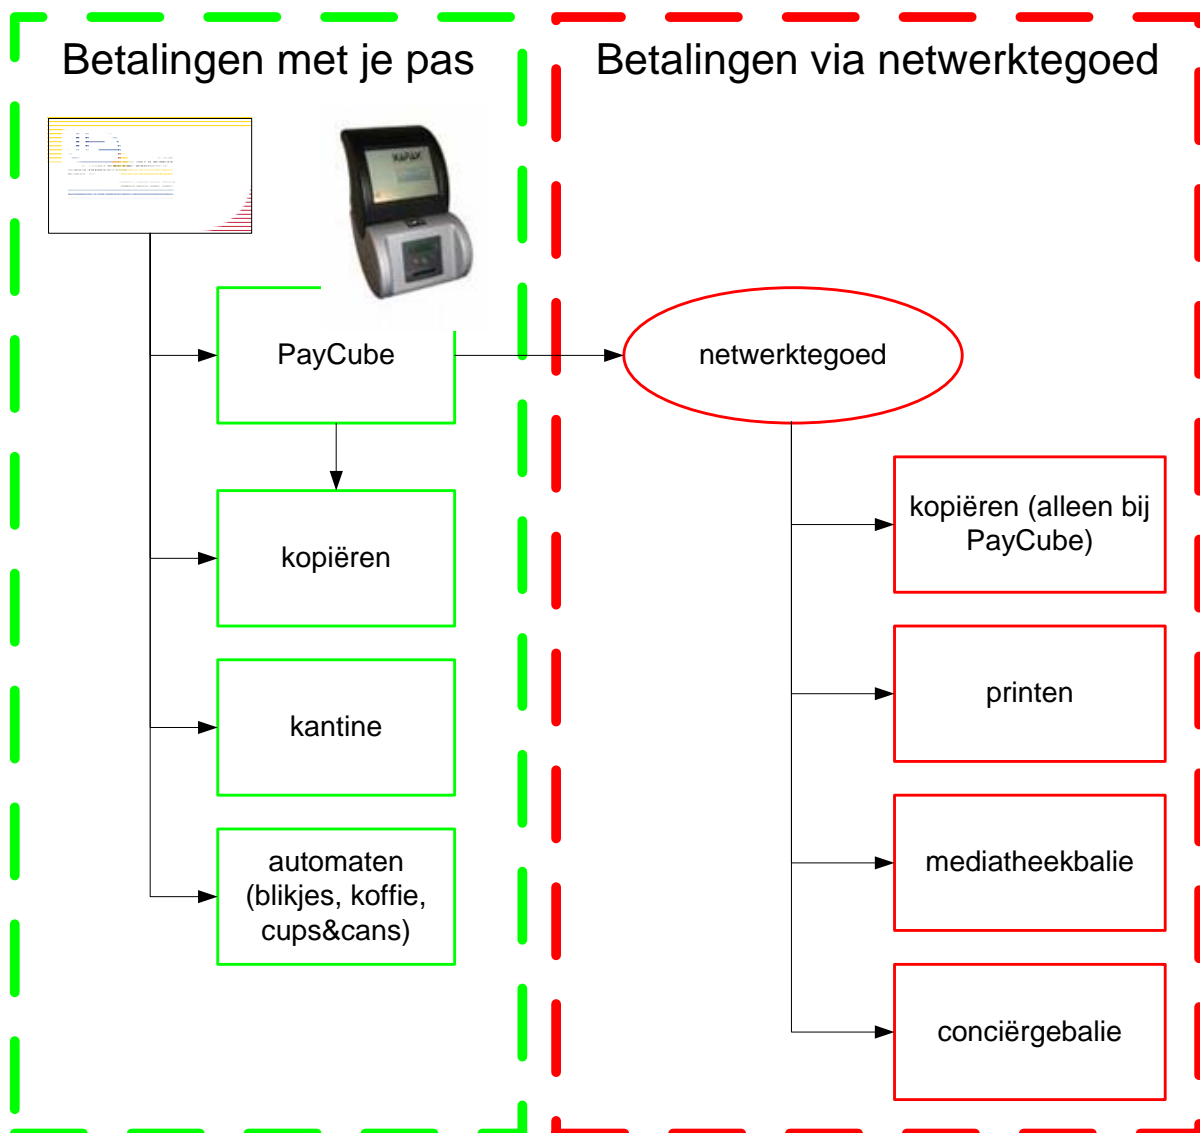 Betalingen met je pas
Betalingen via netwerktegoed
PayCube
netwerktegoed
kopiëren
kantine
automaten
(blikjes, koffie,
cups&cans)
kopiëren (alleen bij
PayCube)
printen
mediatheekbalie
conciërgebalie